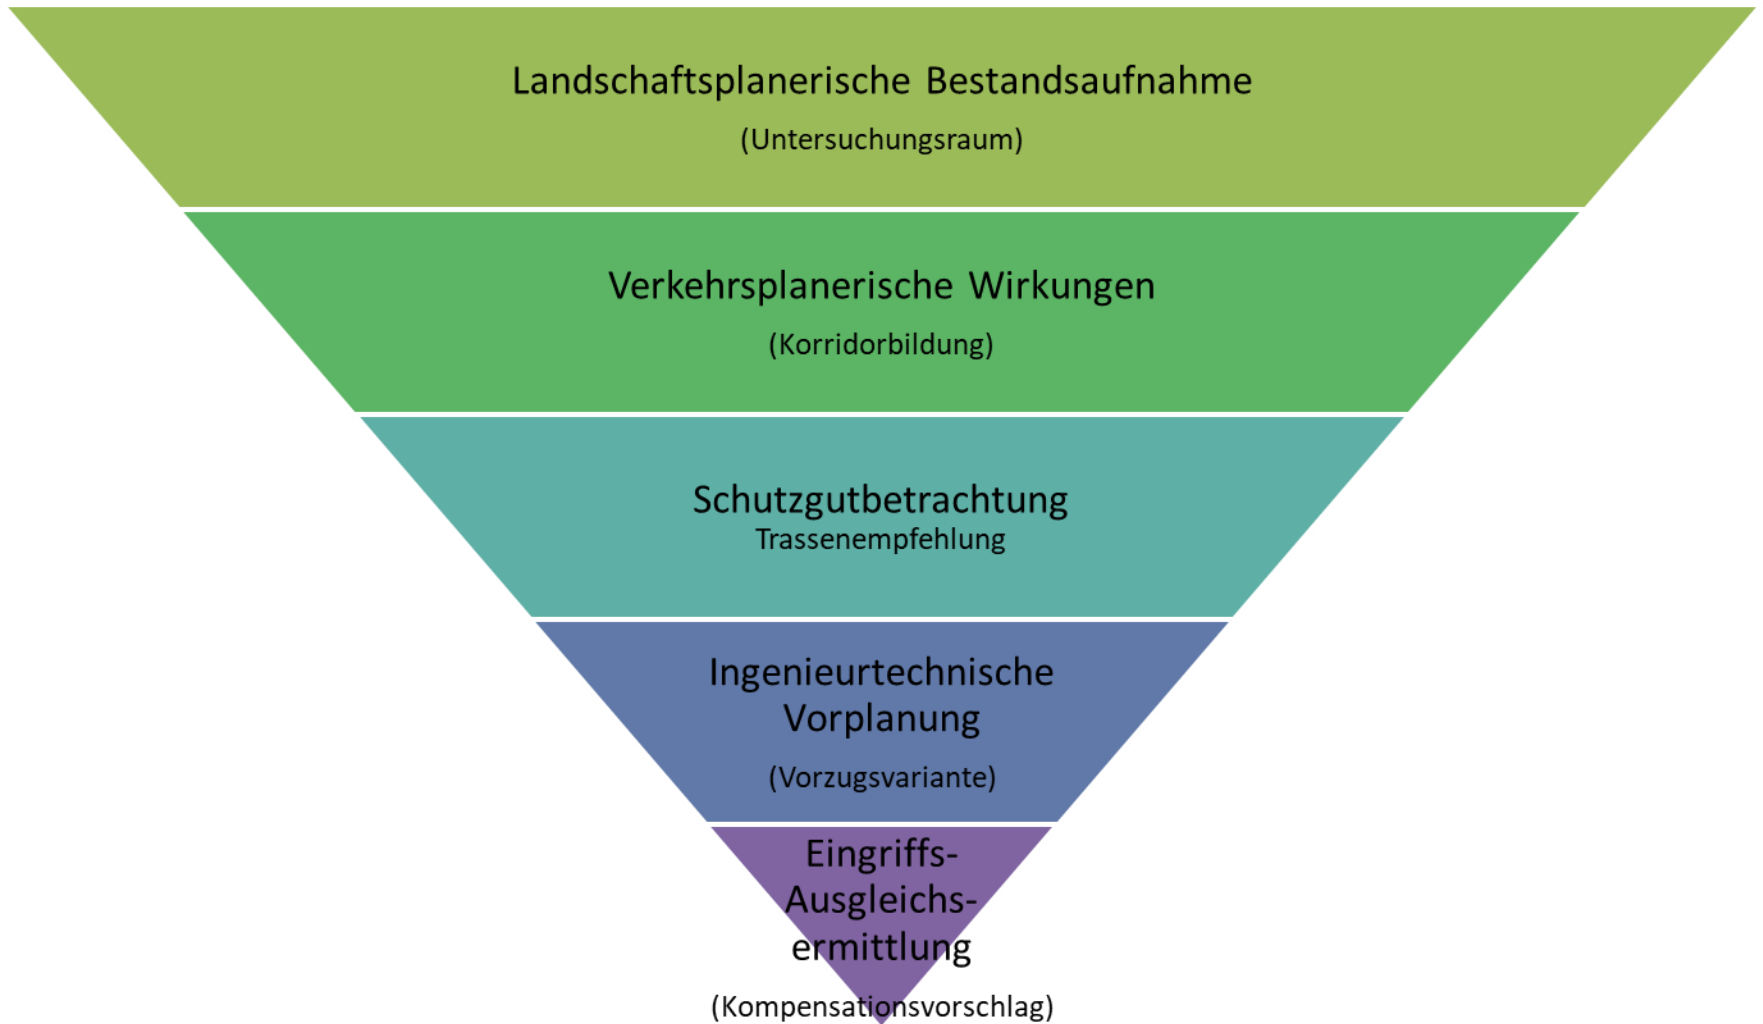 Landschaftsplanerische Bestandsaufnahme
(Untersuchungsraum)
Verkehrsplanerische Wirkungen
(Korridorbildung)
Schutzgutbetrachtung
Trassenempfehlung
Ingenieurtechnische
Vorplanung
(Vorzugsvariante)
Eingriffs-
Ausgleichs-
ermittlung
(Kompensationsvorschlag)